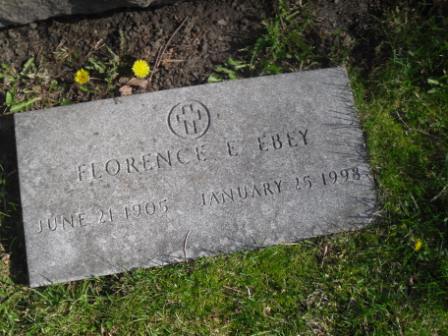 FLORENCE E EBEY
JUNE 21 1905 JANUARY 25 1998